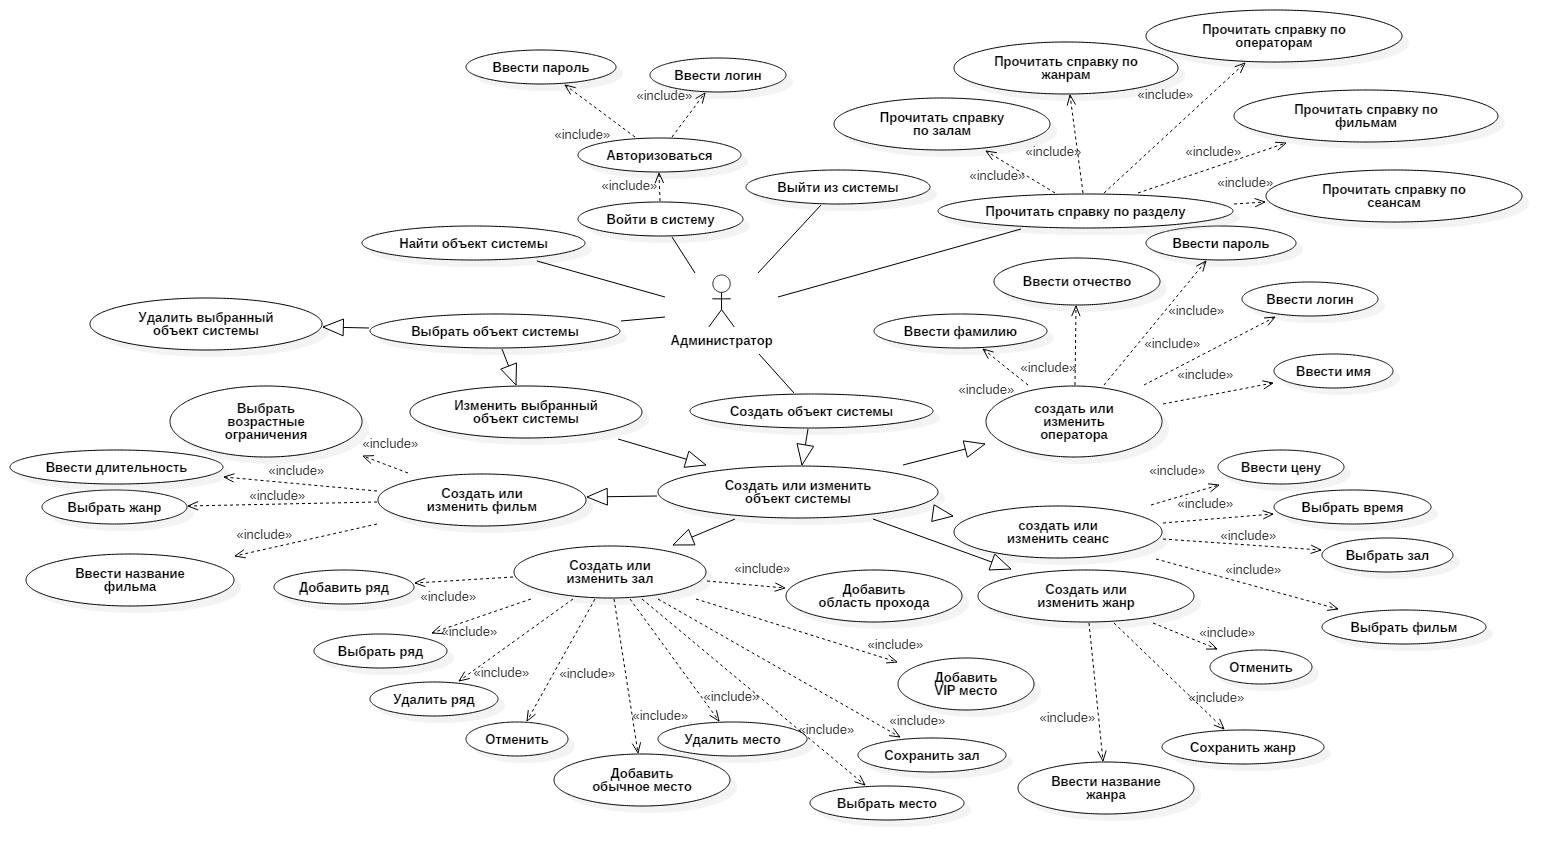 Прочитать справку по
операторам
Ввести пароль
Ввести логин
Прочитать справку по
жанрам
«include»
«include»
Прочитать справку
по залам
Прочитать справку по
фильмам
«include»
Авторизоваться
«include»
«include»
«include»
«include»
Выйти из системы
«include»
Прочитать справку по
сеансам
Войти в систему
Прочитать справку по разделу
Найти объект системы
Ввести пароль
Ввести отчество
Ввести логин
Удалить выбранный
объект системы
Выбрать объект системы
Администратор
Ввести фамилию
«include»
«include»
«include»
«include»
«include»
Ввести имя
Выбрать
возрастные
ограничения
Изменить выбранный
объект системы
Создать объект системы
создать или
изменить
оператора
«include»
Ввести длительность
«include»
«include»
Ввести цену
Выбрать жанр
«include»
Создать или
изменить фильм
Создать или изменить
объект системы
«include»
Выбрать время
«include»
создать или
изменить сеанс
«include»
Выбрать зал
Ввести название
фильма
Создать или
изменить зал
«include»
«include»
Добавить ряд
«include»
Добавить
область прохода
Создать или
изменить жанр
Выбрать фильм
Выбрать ряд
«include»
«include»
«include»
Удалить ряд
«include»
«include»
Добавить
VIP место
Отменить
Отменить
«include»
Удалить место
«include»
«include»
«include»
«include»
«include»
Сохранить зал
Сохранить жанр
Добавить
обычное место
Выбрать место
Ввести название
жанра